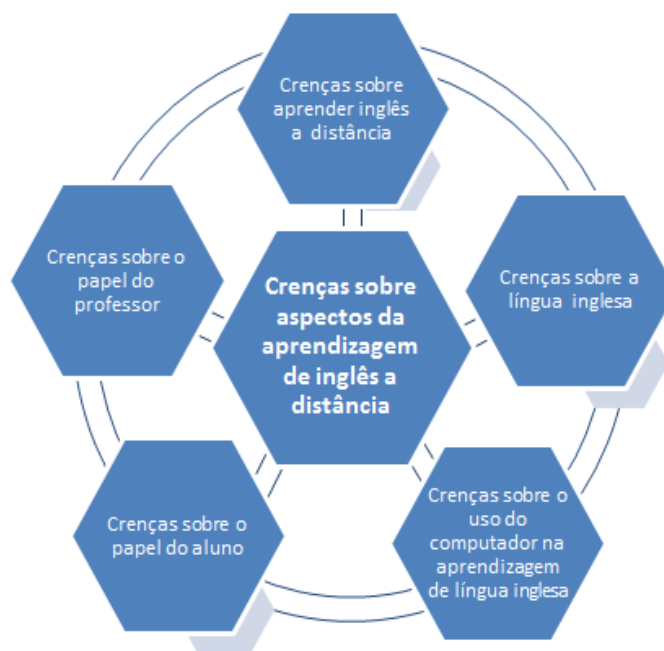 Crenças sobre
aprender inglês
a distância
Crenças sobre o
papel do
professor
Crenças sobre
aspectos da
aprendizagem
de inglês a
distância
Crenças sobre a
língua inglesa
Crenças sobre o
papel do aluno
Crenças sobre o
uso do
computador na
aprendizagem
de língua inglesa